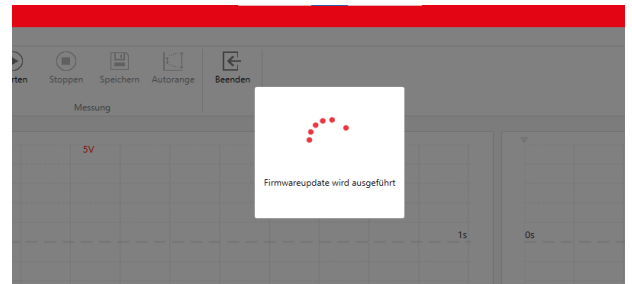 rten Stoppen Speichern Autorange Beenden
Messung
5V
Firmwareupdate wird ausgeführt
1s 0s